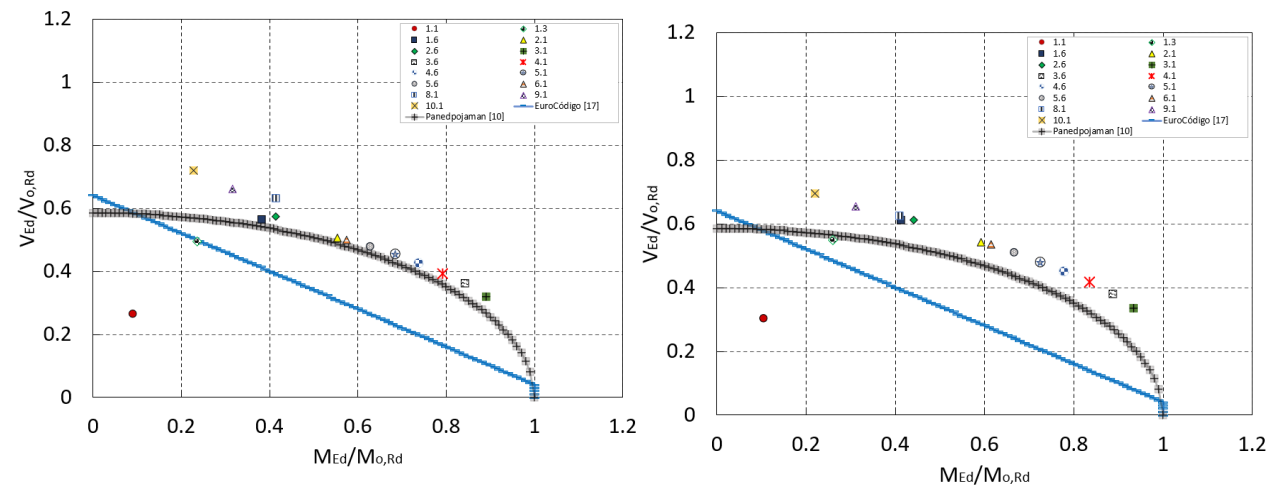 1.2
1
0.8
0.6
0.4
0.2
0
VEd/Vo,Rd
0 0.2 0.4 0.6 0.8 1 1.2
MEd/Mo,Rd
1.1 1.3
1.6 2.1
2.6 3.1
3.6 4.1
4.6 5.1
5.6 6.1
8.1 9.1
10.1 EuroCódigo [17]
Panedpojaman [10]
1.2
1
0.8
0.6
0.4
0.2
0
VEd/Vo,Rd
0 0.2 0.4 0.6 0.8 1 1.2
MEd/Mo,Rd
1.1 1.3
1.6 2.1
2.6 3.1
3.6 4.1
4.6 5.1
5.6 6.1
8.1 9.1
10.1 EuroCódigo [17]
Panedpojaman [10]